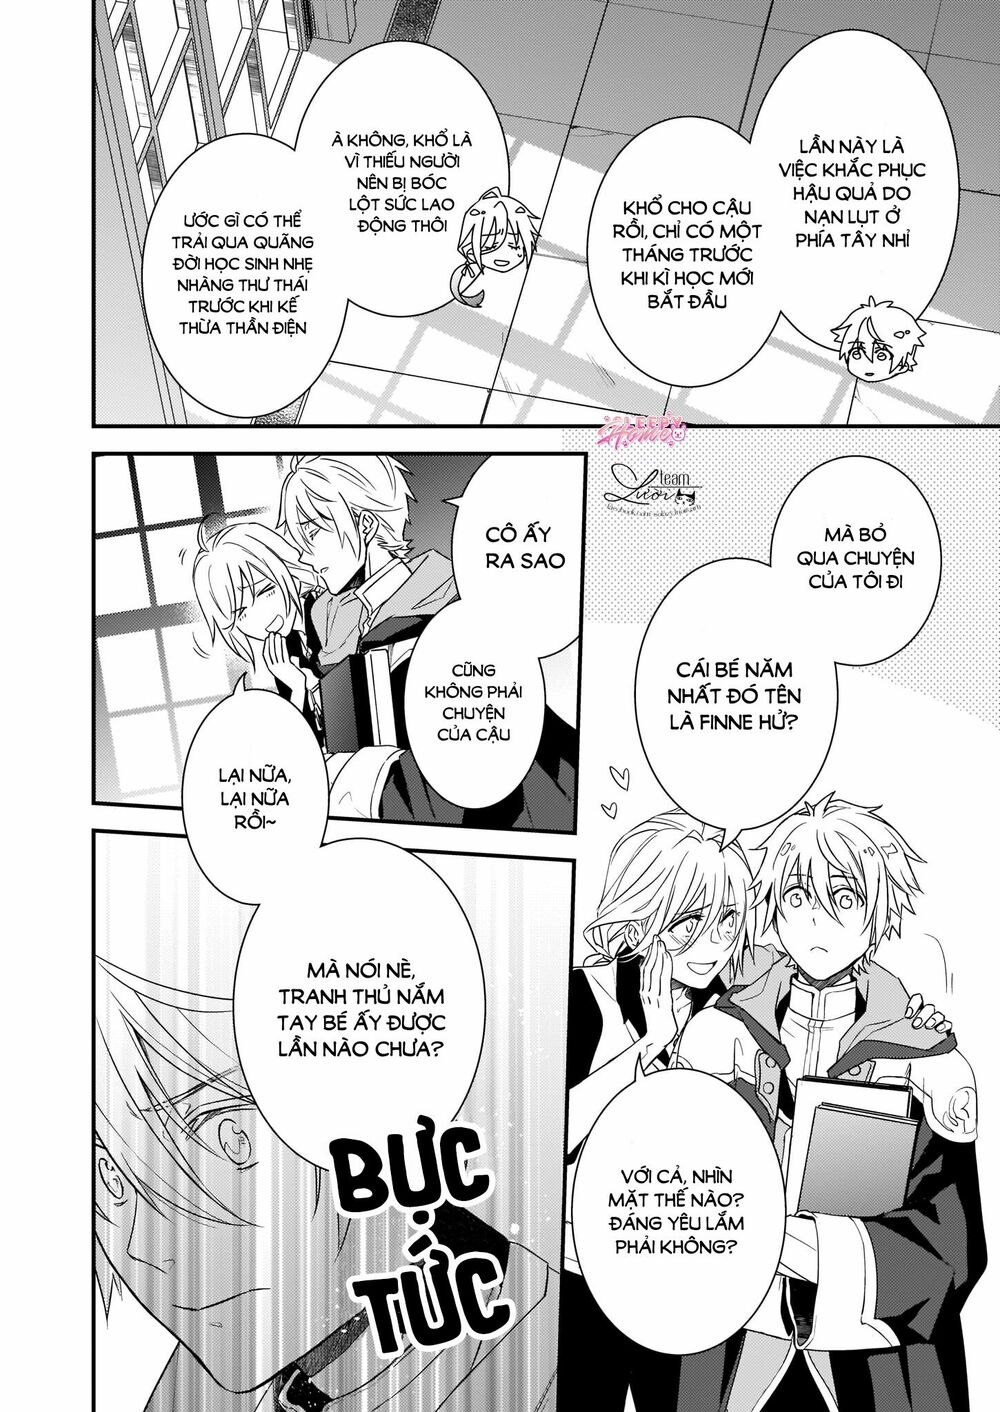 LẦN NÀY LÀ
VIỆC KHẮC PHỤC
HẬU QUẢ DO
NẠN LỤT Ở
PHÍA TÂY NHỈ
KHỔ CHO CẬU
RỒI, CHỈ CÓ MỘT
THÁNG TRƯỚC
KHI KÌ HỌC MỚI
BẮT ĐẦU
À KHÔNG, KHỔ LÀ
VÌ THIẾU NGƯỜI
NÊN BỊ BÓC
LỘT SỨC LAO
ĐỘNG THÔI
ƯỚC GÌ CÓ THỂ
TRẢI QUA QUÃNG
ĐỜI HỌC SINH NHẸ
NHÀNG THƯ THÁI
TRƯỚC KHI KẾ
THỪA THẦN ĐIỆN
SLEEPY
Home
team
Lười
MÀ BỎ
QUA CHUYỆN
CỦA TÔI ĐI
CÁI BÉ NĂM
NHẤT ĐÓ TÊN
LÀ FINNE HỬ?
VỚI CẢ, NHÌN
MẶT THẾ NÀO?
ĐÁNG YÊU LẮM
PHẢI KHÔNG?
CÔ ẤY
RA SAO
CŨNG
KHÔNG PHẢI
CHUYỆN
CỦA CẬU
LẠI NỮA,
LẠI NỮA
RỒI~
MÀ NÓI NÈ,
TRANH THỦ NẮM
TAY BÉ ẤY ĐƯỢC
LẦN NÀO CHƯA?
BỰC
TỨC